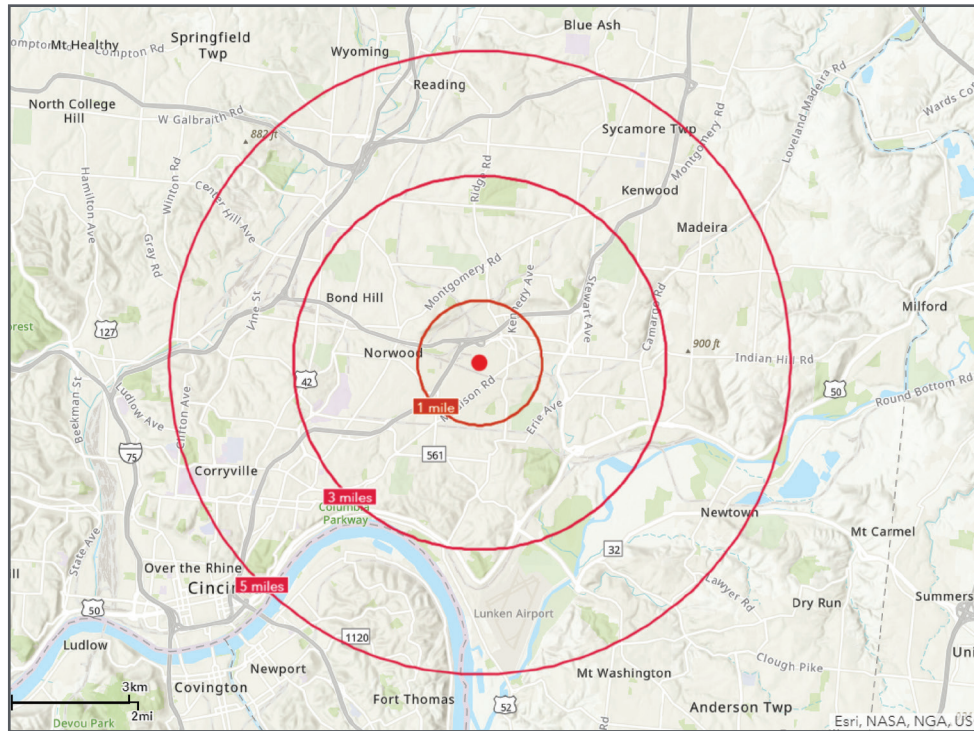 Blue Ash
Springfield
Twp
Mt Healthy
Compton Rd
Wyoming
Reading
North College
Hill
W Galbraith Rd
882 ft
Sycamore Twp
Montgomery Rd
Loveland Madeira Rd
Wards Co
Hamilton Ave
Winton Rd
Center Hill Ave
Gray Rd
Ridge Rd
Kenwood
Madeira
Montgomery Rd
Kennedy Ave
Stewart Ave
Camargo Rd
Bond Hill
Vine St
Milford
orest
127
Norwood
900 ft
Indian Hill Rd
42
50
Round Bottom Rd
Beekman St
Ludlow Ave
Clifton Ave
1 mile
Erie Ave
561
75
Corryville
3 miles
Columbia
Parkway
Newtown
Mt Carmel
State Ave
32
ll
Over the Rhine
Cincin
5 miles
Lawyer Rd
50
Lunken Airport
Dry Run
Summers
Ludlow
1120
Newport
Mt Washington
Clough Pike
Uni
Covington
Fort Thomas
52
Rd
Anderson Twp
3km
2mi
Devou Park
Esri, NASA, NGA, US